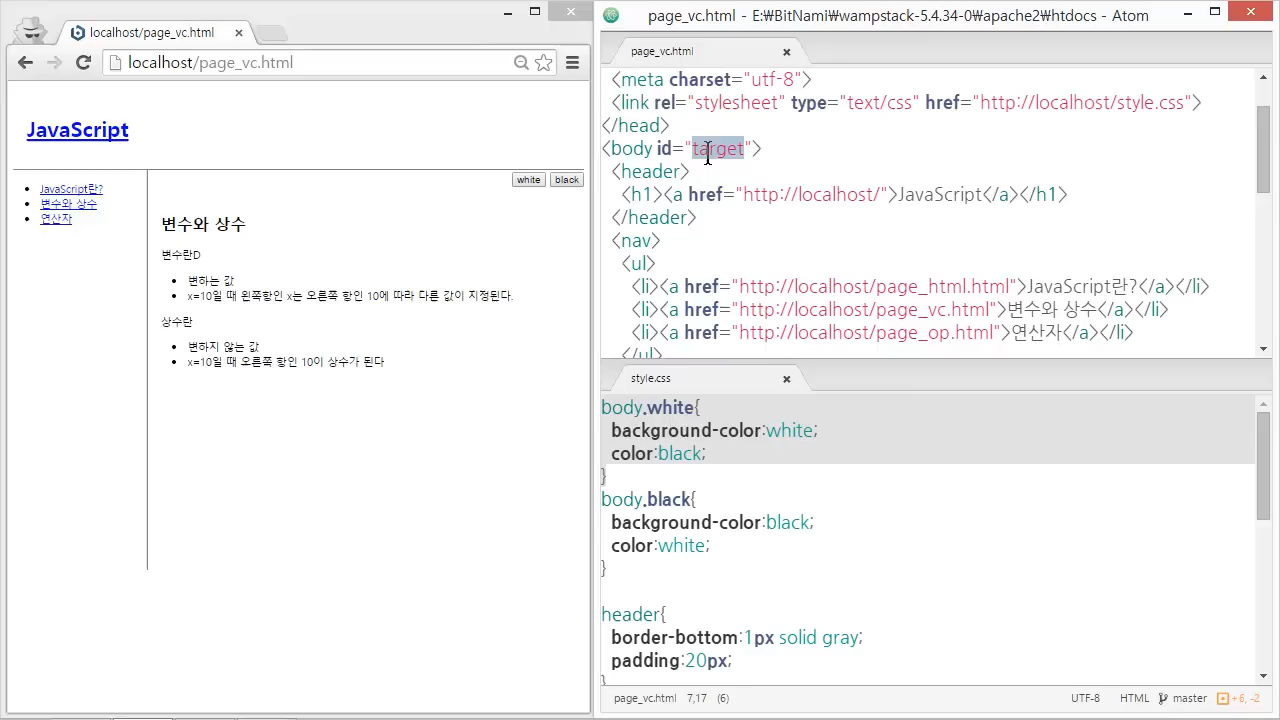 localhost/page_vc.html
localhost/page_vc.html
JavaScript
JavaScript란?
변수와 상수
연산자
white
black
변수와 상수
변수란D
변하는 값
x=10일 때 왼쪽항인 x는 오른쪽 항인 10에 따라 다른 값이 지정된다.
상수란
변하지 않는 값
x=10일 때 오른쪽 항인 10이 상수가 된다
page_vc.html - E:₩BitNami₩wampstack-5.4.34-0₩apache2₩htdocs - Atom
page_vc.html
<meta charset="utf-8">
<link rel="stylesheet" type="text/css" href="http://localhost/style.css">
</head>
<body id="target">
<header>
<h1><a href="http://localhost/">JavaScript</a></h1>
</header>
<nav>
<ul>
<li><a href="http://localhost/page_html.html">JavaScript란?</a></li>
<li><a href="http://localhost/page_vc.html">변수와 상수</a></li>
<li><a href="http://localhost/page_op.html">연산자</a></li>
</ul>
style.css
body.white{
background-color:white;
color:black;
}
body.black{
background-color:black;
color:white;
}
header{
border-bottom:1px solid gray;
padding:20px;
}
page_vc.html 7,17 (6) UTF-8 HTML master +6, -2